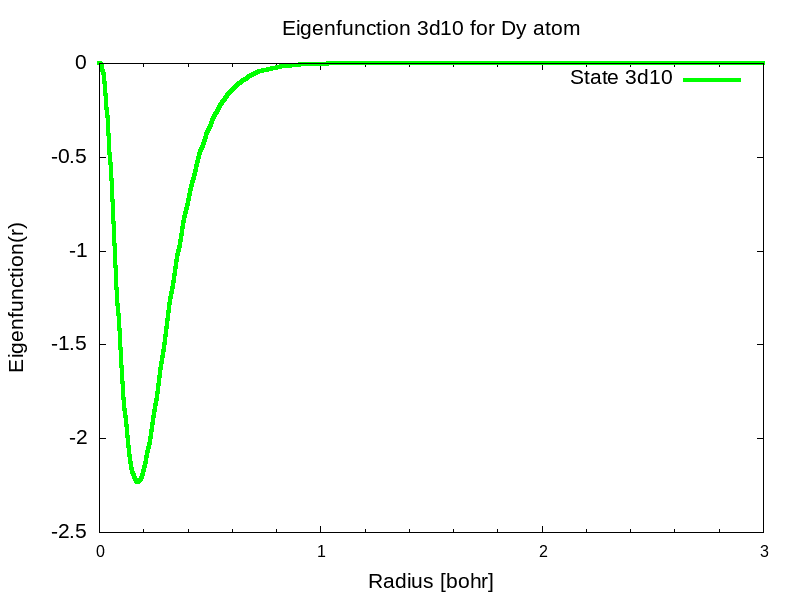 Eigenfunction 3d10 for Dy atom
State 3d10
Eigenfunction(r)
0
-0.5
-1
-1.5
-2
-2.5
0
1
2
3
Radius [bohr]